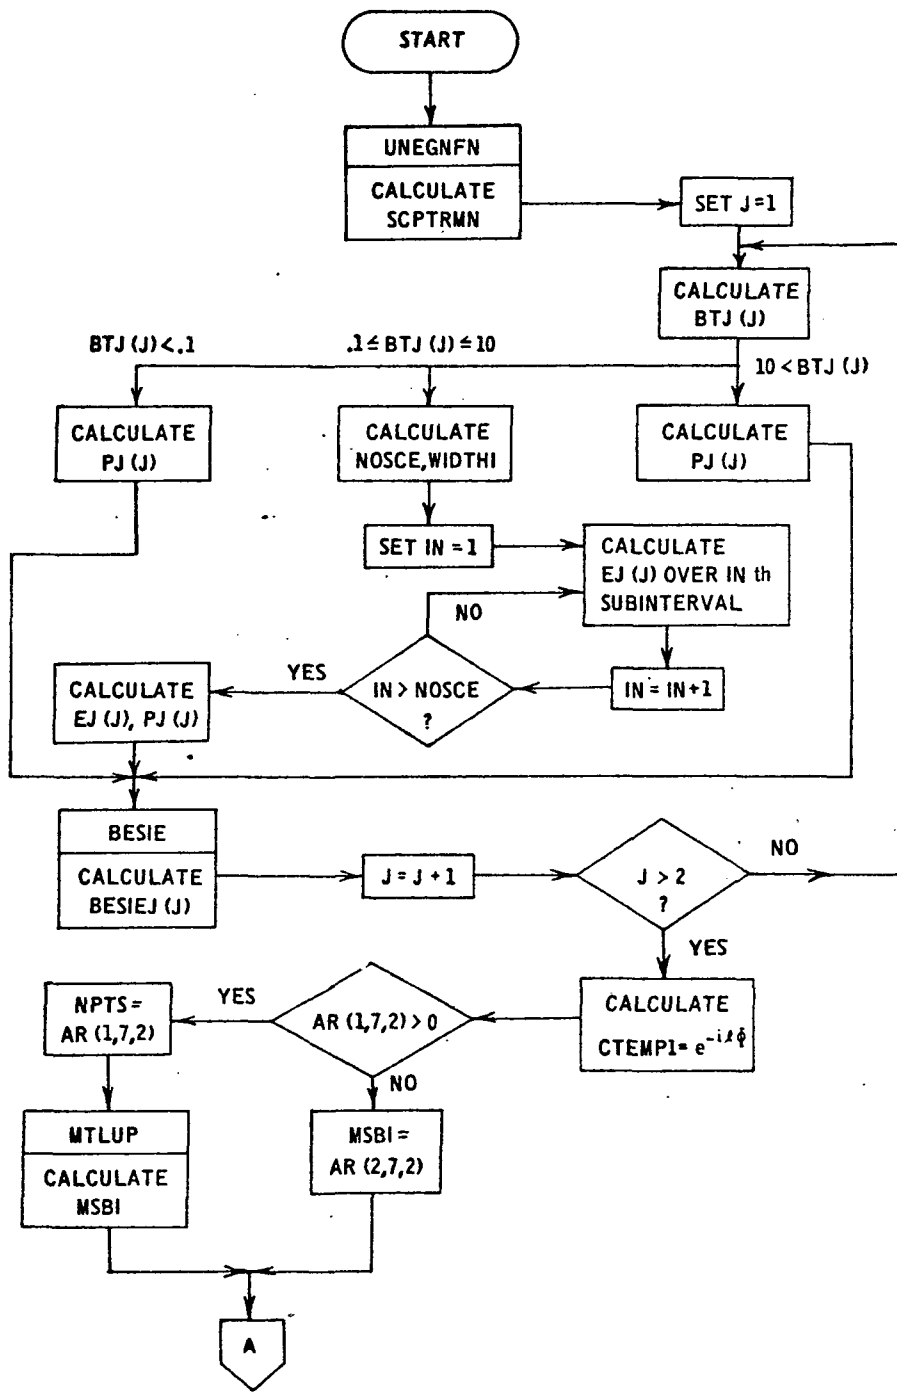 START
UNEGNFN
CALCULATE
SCPTRMN
SET J=1
CALCULATE
BTJ (J)
BTJ (J) < .1
.1 ≤ BTJ (J) ≤ 10
10 < BTJ (J)
CALCULATE
PJ (J)
CALCULATE
NOSCE, WIDTHI
CALCULATE
PJ (J)
SET IN = 1
CALCULATE
EJ (J) OVER IN th
SUBINTERVAL
NO
IN = IN+1
IN > NOSCE
?
YES
CALCULATE
EJ (J), PJ (J)
BESIE
CALCULATE
BESIEJ (J)
J = J + 1
J > 2
?
NO
YES
CALCULATE
CTEMP1 = e^{-iℓϕ}
AR (1,7,2) > 0
YES
NO
NPTS =
AR (1,7,2)
MTLUP
CALCULATE
MSBI
MSBI =
AR (2,7,2)
A